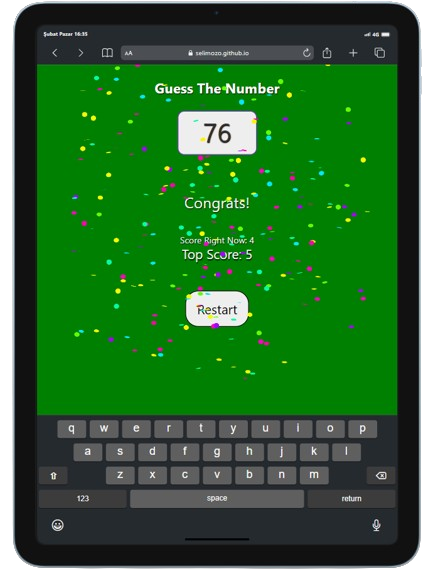 Şubat Pazar 16:35
4G
AA
selimozo.github.io
Guess The Number
76
Congrats!
Score Right Now: 4
Top Score: 5
Restart
q w e r t y u i o p
a s d f g h j k l
z x c v b n m
123 space return